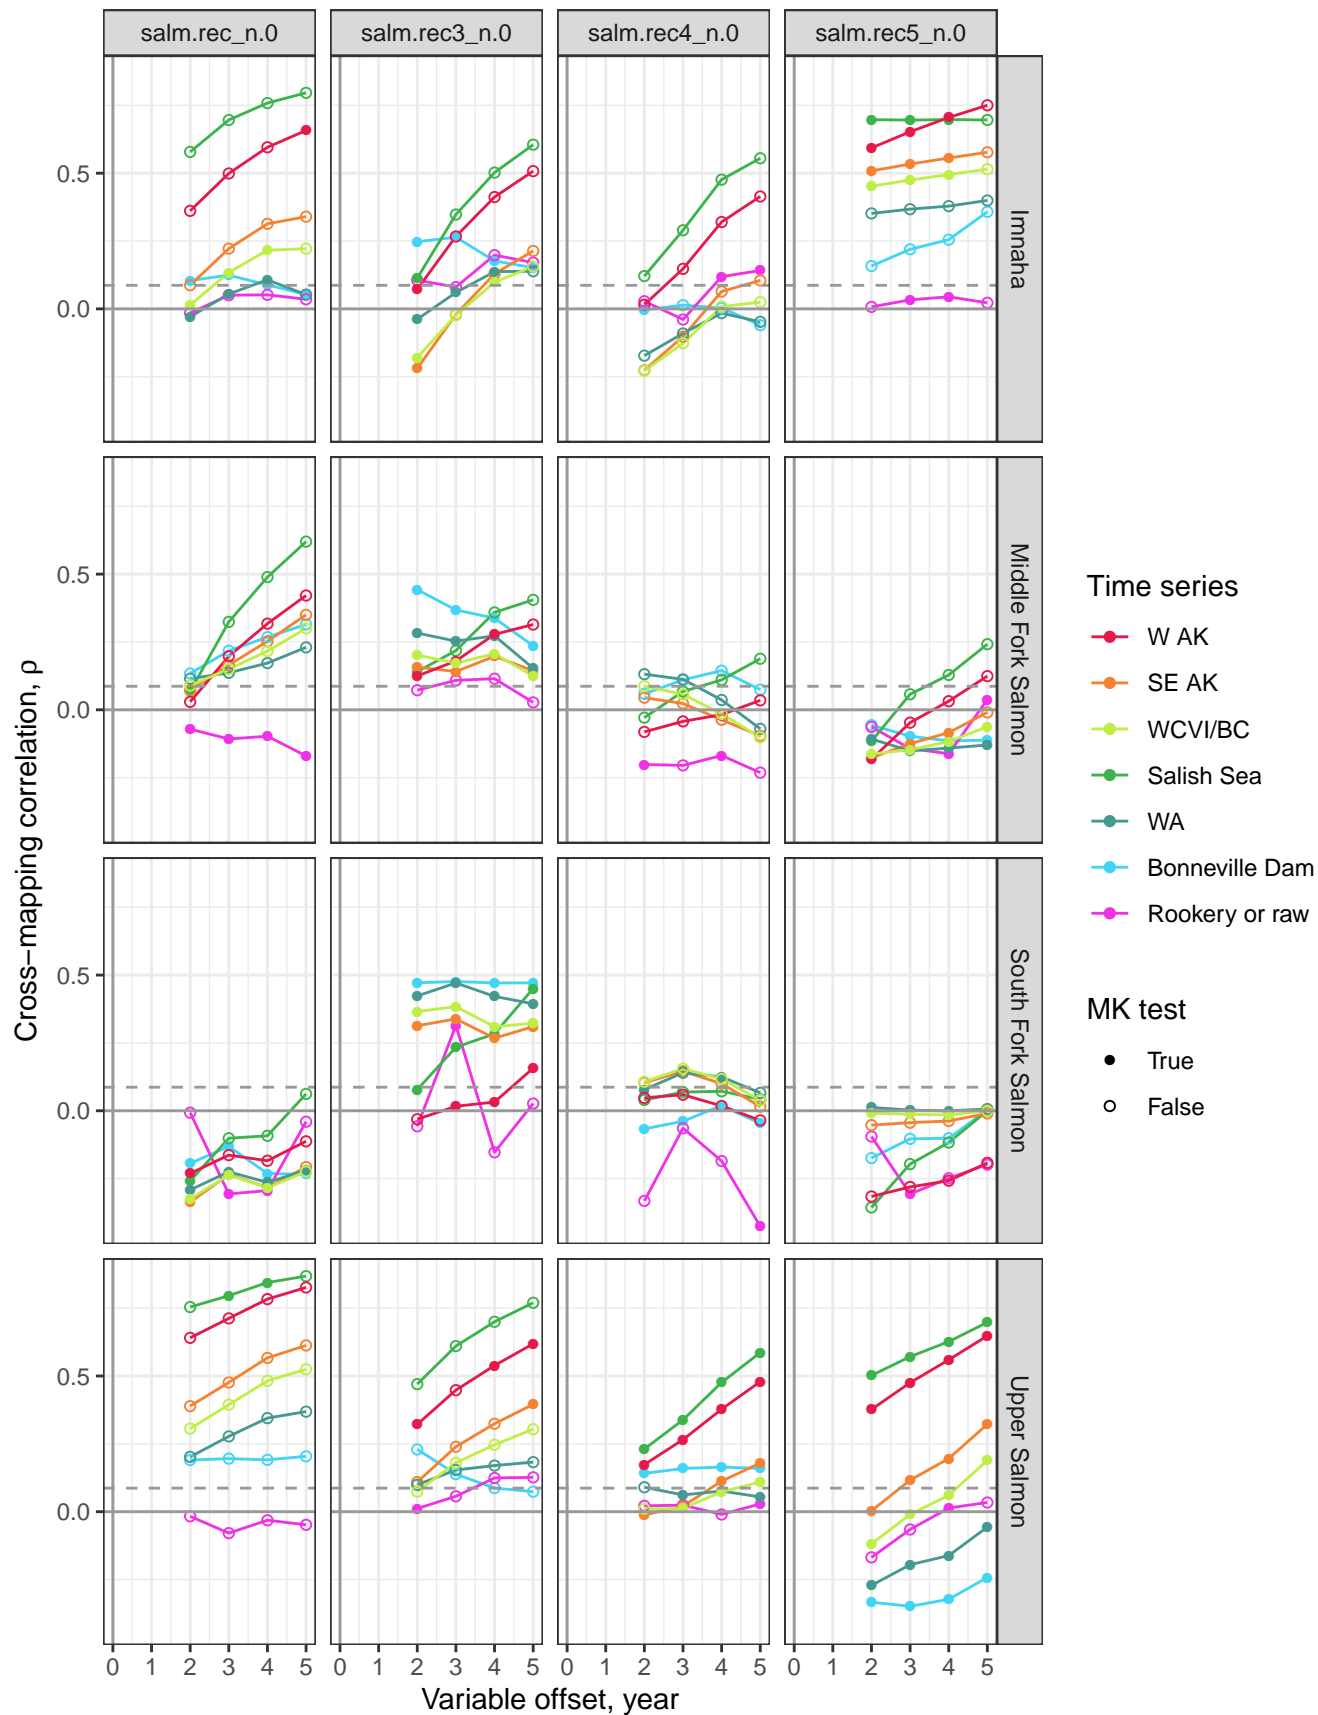 salm.rec_n.0 salm.rec3_n.0 salm.rec4_n.0 salm.rec5_n.0
0.5
0.0
Imnaha
0.5
0.0
Middle Fork Salmon
0.5
0.0
South Fork Salmon
0.5
0.0
Upper Salmon
0 1 2 3 4 5 0 1 2 3 4 5 0 1 2 3 4 5 0 1 2 3 4 5
Variable offset, year
Cross−mapping correlation, ρ
Time series
W AK
SE AK
WCVI/BC
Salish Sea
WA
Bonneville Dam
Rookery or raw
MK test
True
False